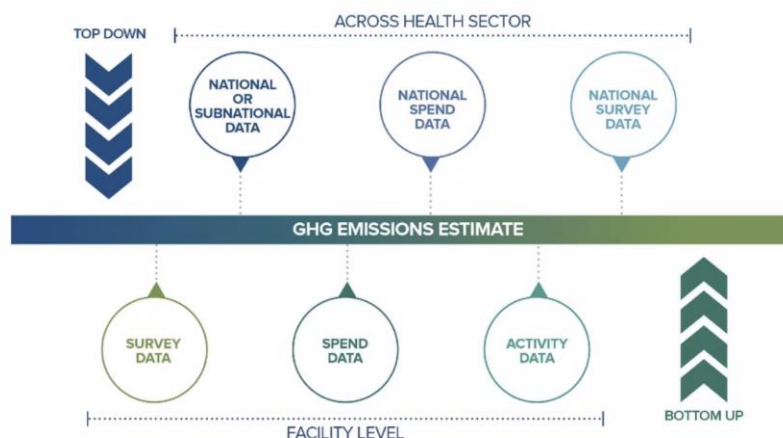 ACROSS HEALTH SECTOR
TOP DOWN
NATIONAL
OR
SUBNATIONAL
DATA
NATIONAL
SPEND
DATA
NATIONAL
SURVEY
DATA
GHG EMISSIONS ESTIMATE
SURVEY
DATA
SPEND
DATA
ACTIVITY
DATA
BOTTOM UP
FACILITY LEVEL